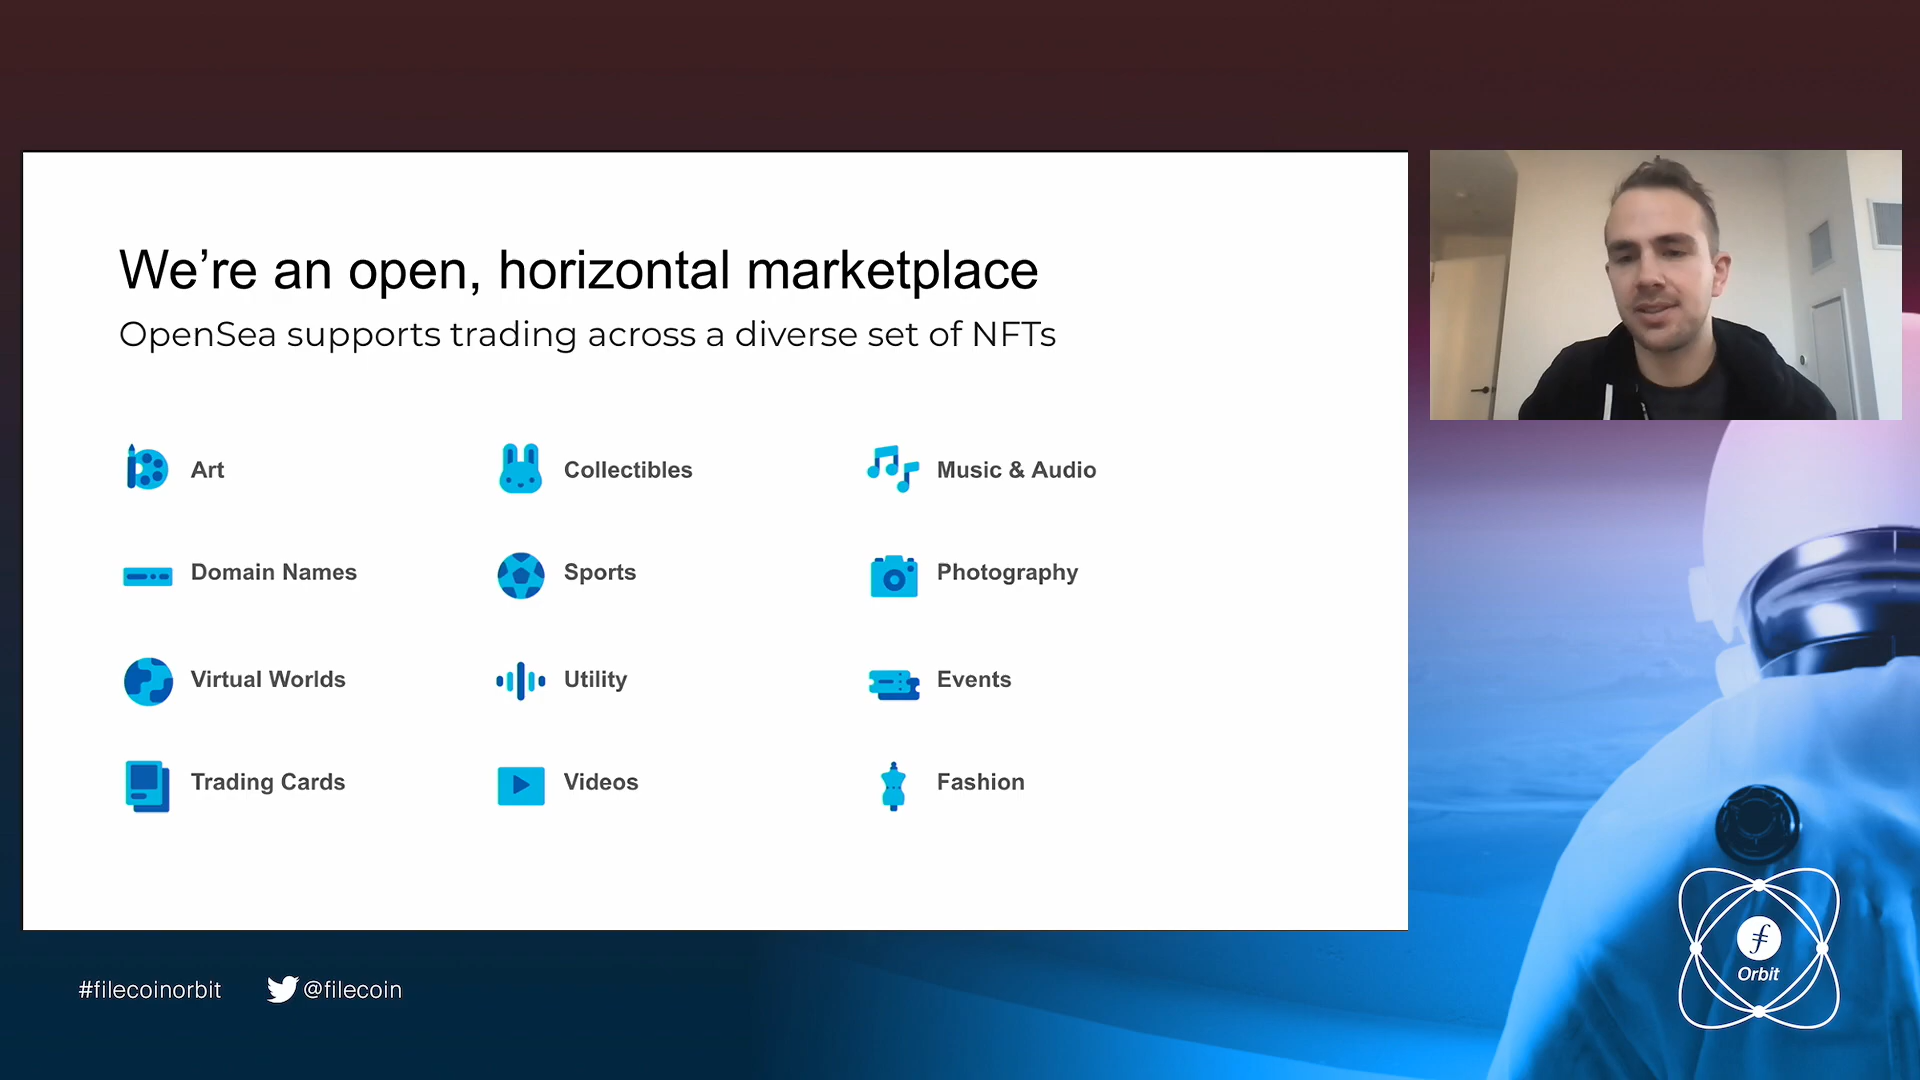 We’re an open, horizontal marketplace
OpenSea supports trading across a diverse set of NFTs
Art
Collectibles
Music & Audio
Domain Names
Sports
Photography
Virtual Worlds
Utility
Events
Trading Cards
Videos
Fashion
#filecoinorbit
@filecoin
Orbit